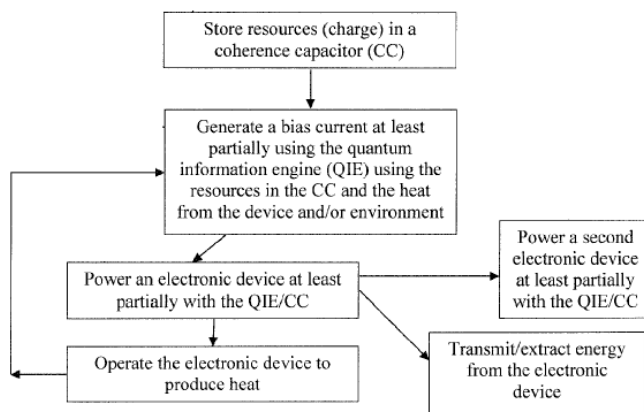 Store resources (charge) in a
coherence capacitor (CC)
Generate a bias current at least
partially using the quantum
information engine (QIE) using the
resources in the CC and the heat
from the device and/or environment
Power an electronic device at least
partially with the QIE/CC
Power a second
electronic device
at least partially
with the QIE/CC
Operate the electronic device to
produce heat
Transmit/extract energy
from the electronic
device